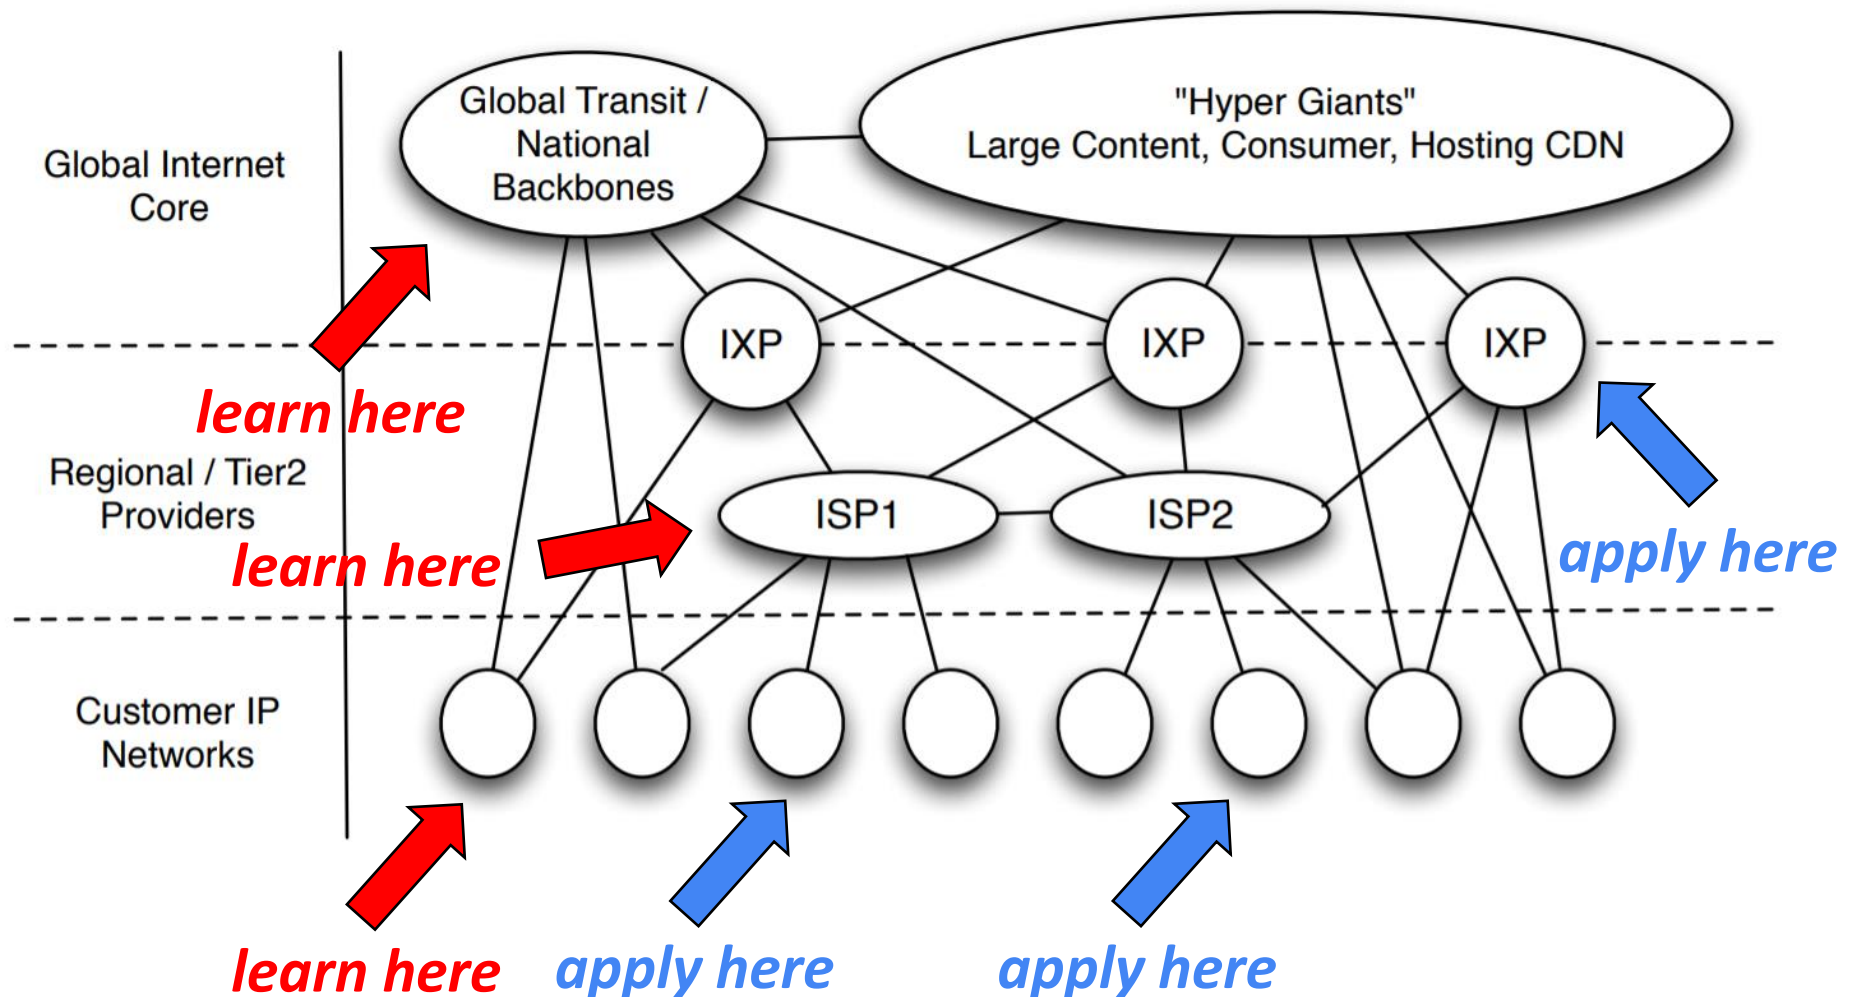 Global Transit /
National
Backbones
"Hyper Giants"
Large Content, Consumer, Hosting CDN
Global Internet
Core
IXP
IXP
IXP
learn here
Regional / Tier2
Providers
ISP1
ISP2
learn here
apply here
Customer IP
Networks
learn here
apply here
apply here